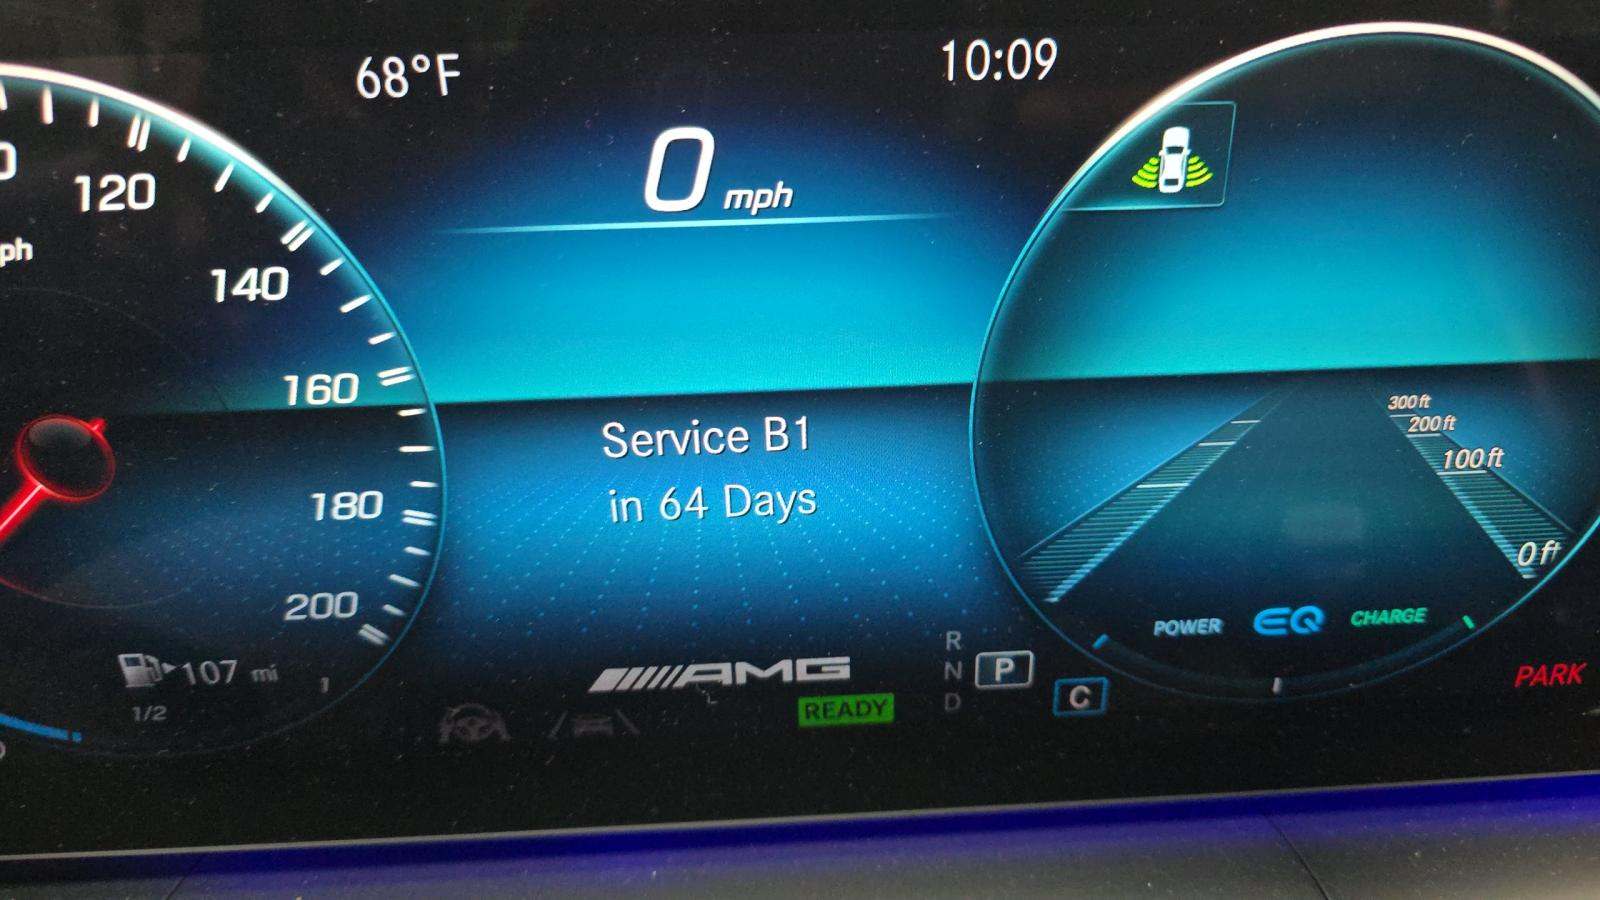 68°F
10:09
0 mph
120
140
160
180
200
Service B1
in 64 Days
300 ft
200 ft
100 ft
0 ft
POWER EQ CHARGE
107 mi
1/2
AMG
READY
R
N P
D
C
PARK